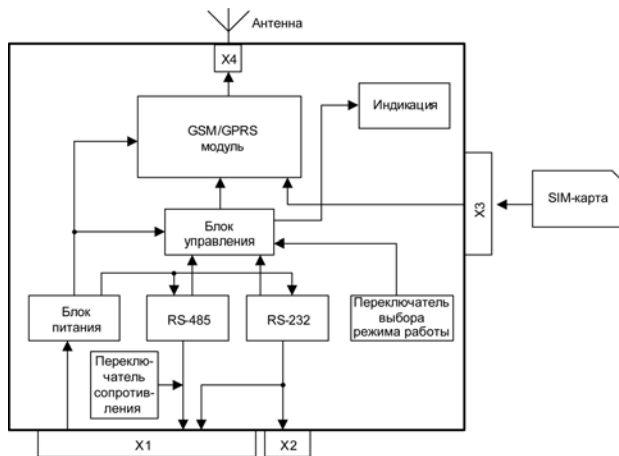 Антенна
X4
GSM/GPRS
модуль
Индикация
X3
SIM-карта
Блок
управления
Блок
питания
RS-485
RS-232
Переключатель
выбора
режима работы
Переклю-
чатель
сопротив-
ления
X1
X2